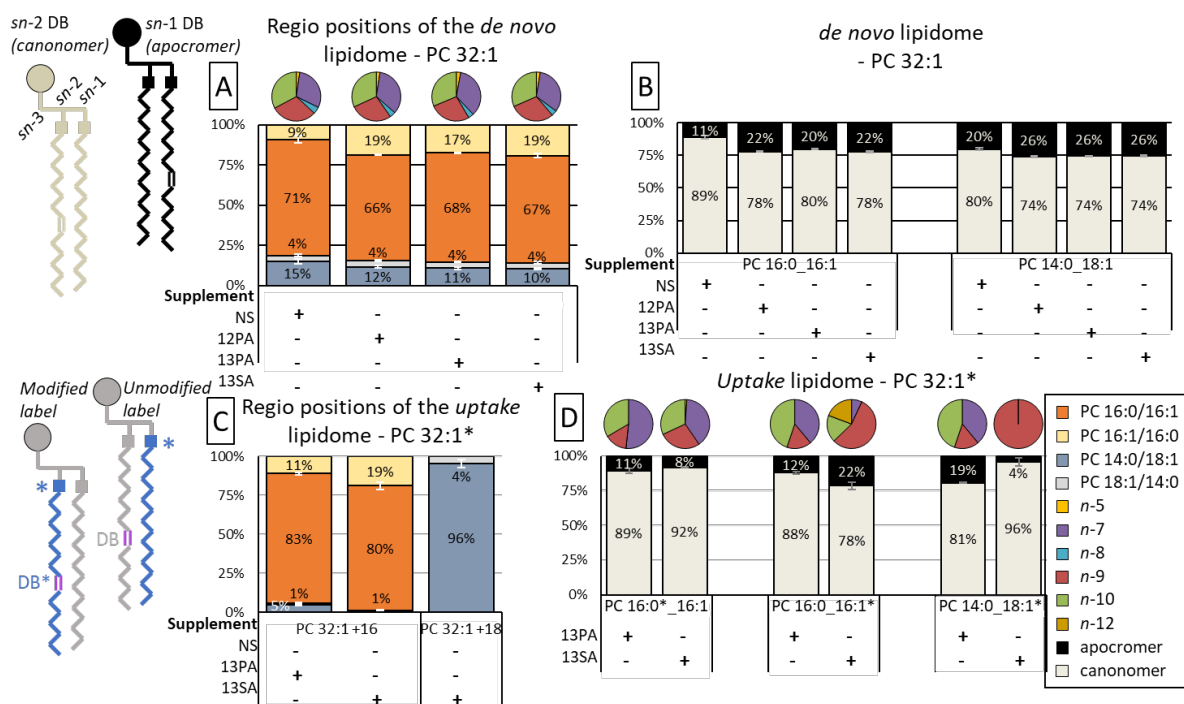 sn-2 DB
(canonomer)
sn-1 DB
(apocromer)
sn-3
sn-2
sn-1
Regio positions of the de novo
lipidome - PC 32:1
A
100%
75%
50%
25%
0%
9%
19%
17%
19%
71%
66%
68%
67%
4%
4%
4%
4%
15%
12%
11%
10%
Supplement
NS + - - -
12PA - + - -
13PA - - + -
13SA - - - +
de novo lipidome
- PC 32:1
B
100%
75%
50%
25%
0%
11%
22%
20%
22%
20%
26%
26%
26%
89%
78%
80%
78%
80%
74%
74%
74%
Supplement
PC 16:0_16:1
PC 14:0_18:1
NS + - - - + - - -
12PA - + - - - + - -
13PA - - + - - - + -
13SA - - - + - - - +
Modified
label
Unmodified
label
*
*
DB
DB*
C
Regio positions of the uptake
lipidome - PC 32:1*
100%
75%
50%
25%
0%
11%
19%
4%
83%
80%
96%
1%
1%
5%
Supplement
PC 32:1 +16
PC 32:1 +18
NS - - -
13PA + - -
13SA - + +
Uptake lipidome - PC 32:1*
D
100%
75%
50%
25%
0%
11%
8%
12%
22%
19%
4%
89%
92%
88%
78%
81%
96%
PC 16:0*_16:1
PC 16:0_16:1*
PC 14:0_18:1*
13PA + - + - + -
13SA - + - + - +
PC 16:0/16:1
PC 16:1/16:0
PC 14:0/18:1
PC 18:1/14:0
n-5
n-7
n-8
n-9
n-10
n-12
apocromer
canonomer